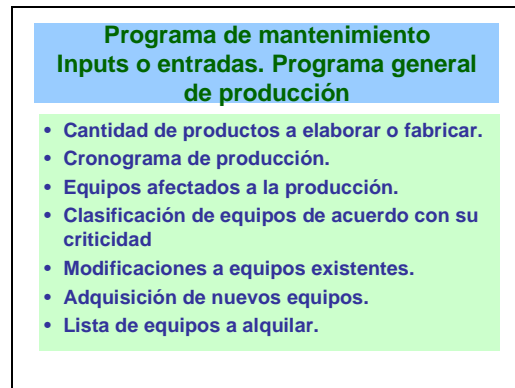 Programa de mantenimiento
Inputs o entradas. Programa general
de producción
• Cantidad de productos a elaborar o fabricar.
• Cronograma de producción.
• Equipos afectados a la producción.
• Clasificación de equipos de acuerdo con su
criticidad
• Modificaciones a equipos existentes.
• Adquisición de nuevos equipos.
• Lista de equipos a alquilar.